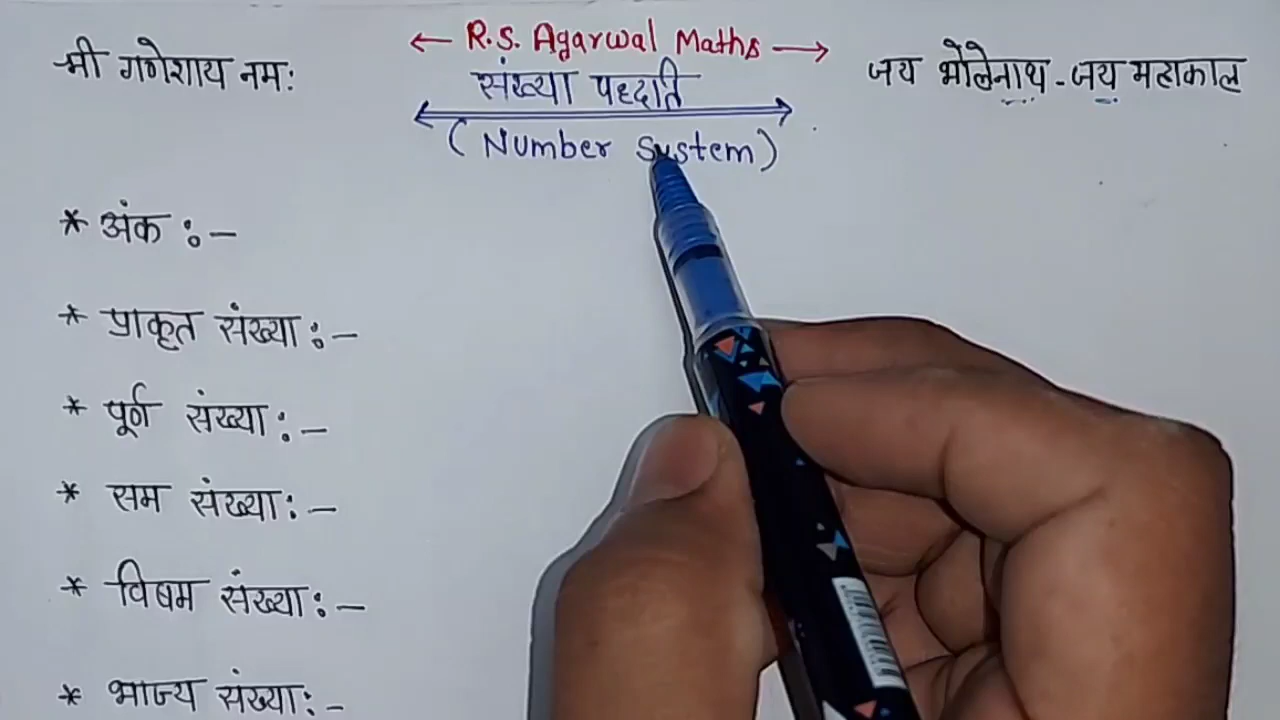 श्री गणेशाय नमः
← R.S. Agarwal Maths →
जय भोलेनाथ - जय महाकाल
संख्या पद्धति
(Number System)
* अंक :-
* प्राकृत संख्या :-
* पूर्ण संख्या :-
* सम संख्या :-
* विषम संख्या :-
* भाज्य संख्या :-